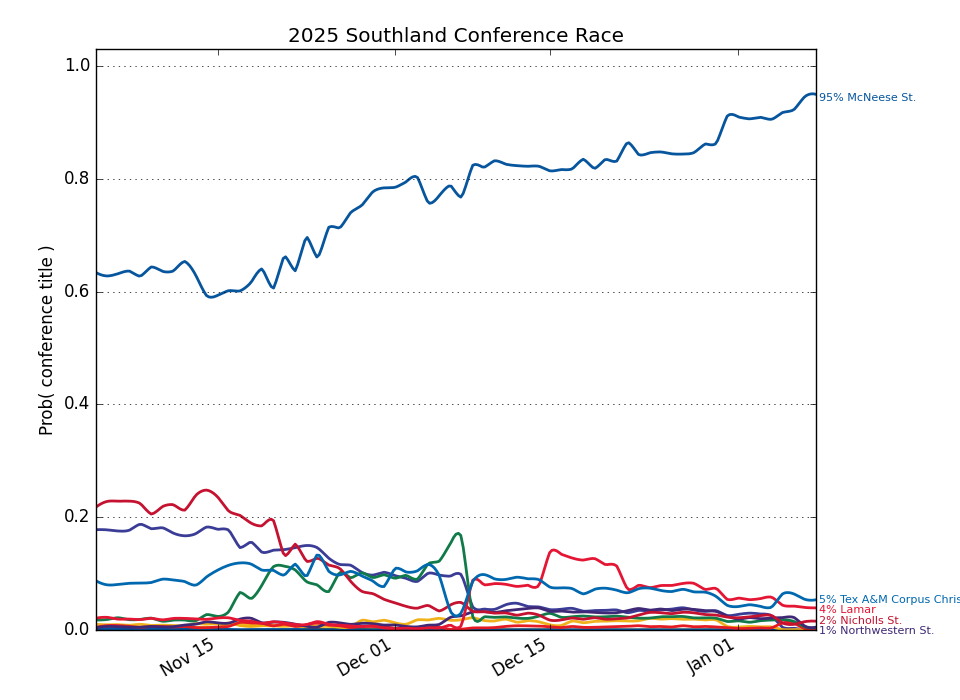 2025 Southland Conference Race
1.0
0.8
0.6
0.4
0.2
0.0
Prob( conference title )
Nov 15
Dec 01
Dec 15
Jan 01
95% McNeese St.
5% Tex A&M Corpus Chris
4% Lamar
2% Nicholls St.
1% Northwestern St.